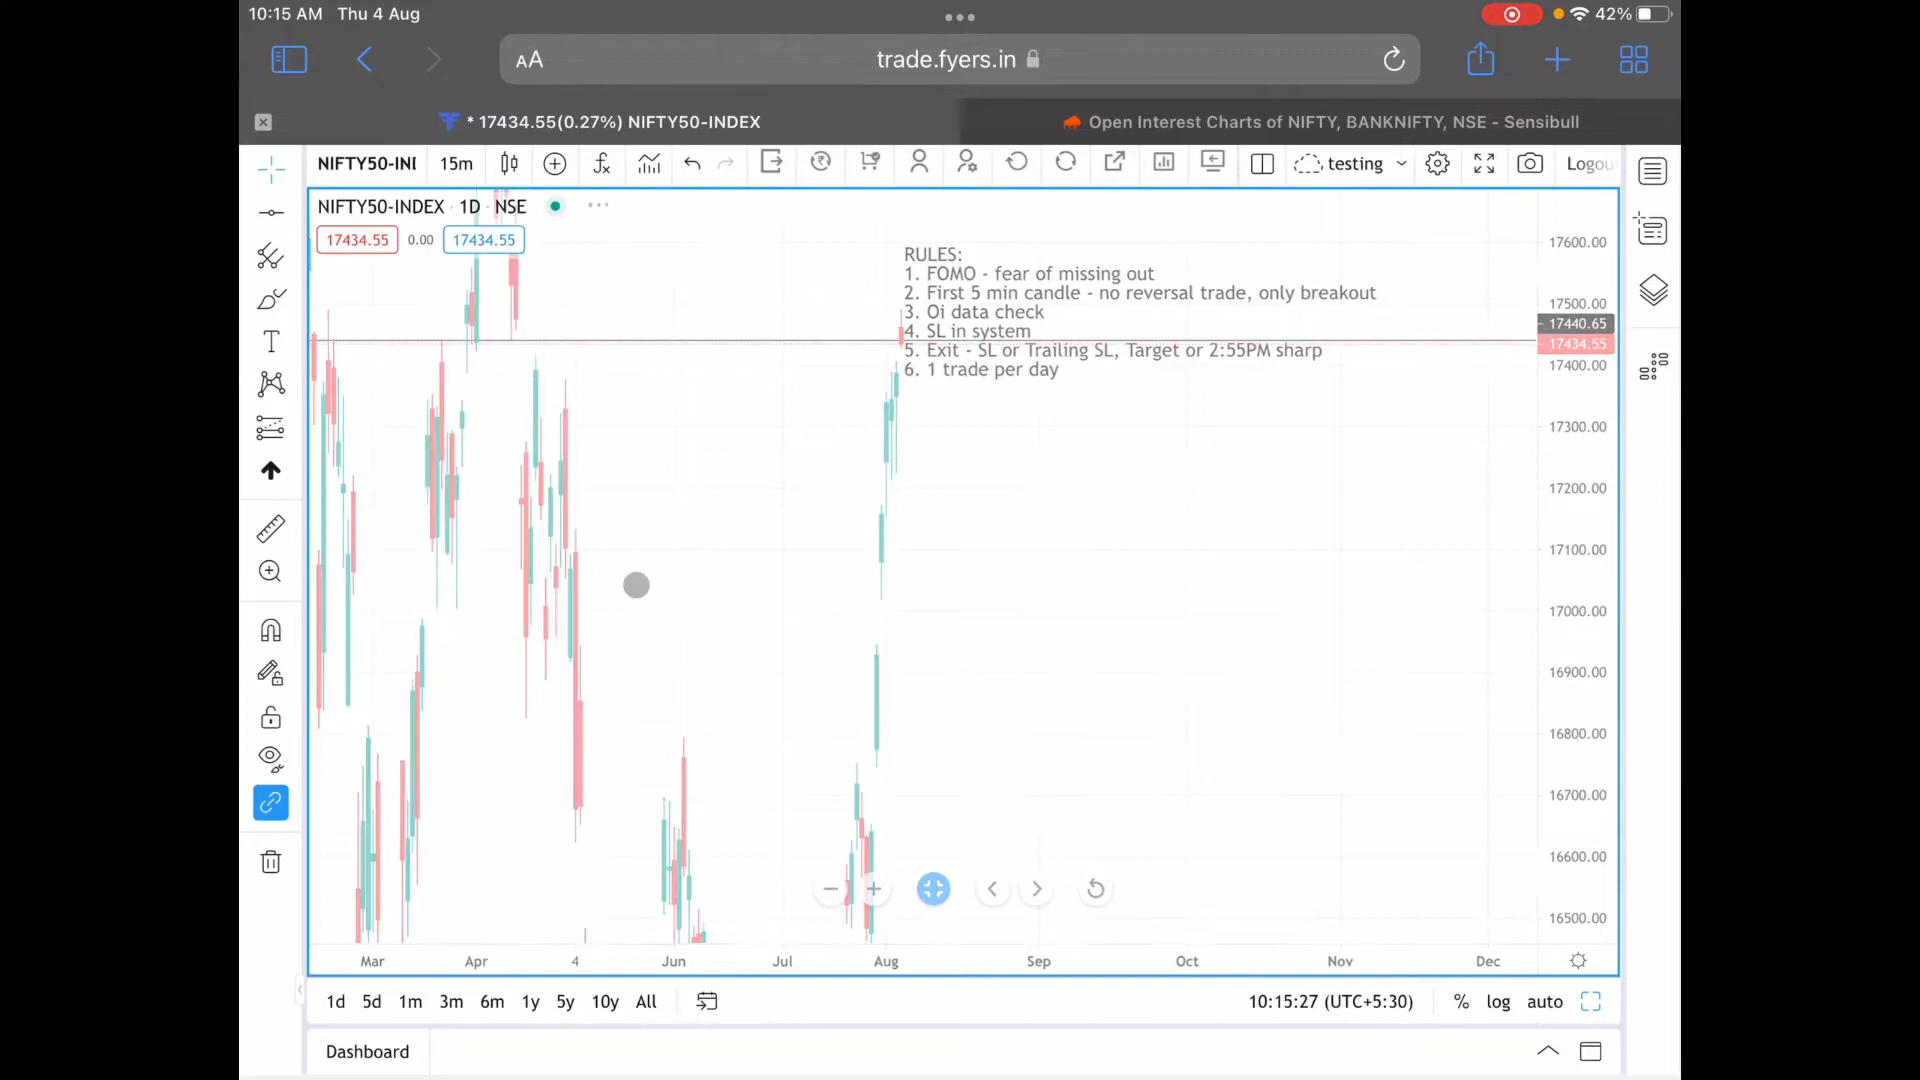 10:15 AM Thu 4 Aug
42%
AA trade.fyers.in
* 17434.55(0.27%) NIFTY50-INDEX
Open Interest Charts of NIFTY, BANKNIFTY, NSE - Sensibull
NIFTY50-INI 15m testing Logou
NIFTY50-INDEX · 1D · NSE
17434.55 0.00 17434.55
RULES:
1. FOMO - fear of missing out
2. First 5 min candle - no reversal trade, only breakout
3. Oi data check
4. SL in system
5. Exit - SL or Trailing SL, Target or 2:55PM sharp
6. 1 trade per day
17600.00
17500.00
17440.65
17434.55
17400.00
17300.00
17200.00
17100.00
17000.00
16900.00
16800.00
16700.00
16600.00
16500.00
Mar Apr 4 Jun Jul Aug Sep Oct Nov Dec
1d 5d 1m 3m 6m 1y 5y 10y All
10:15:27 (UTC+5:30) % log auto
Dashboard